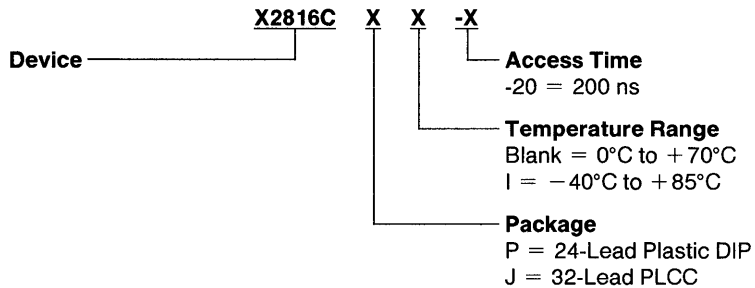 X2816C X X -X
Device
Access Time
-20 = 200 ns
Temperature Range
Blank = 0°C to +70°C
I = −40°C to +85°C
Package
P = 24-Lead Plastic DIP
J = 32-Lead PLCC